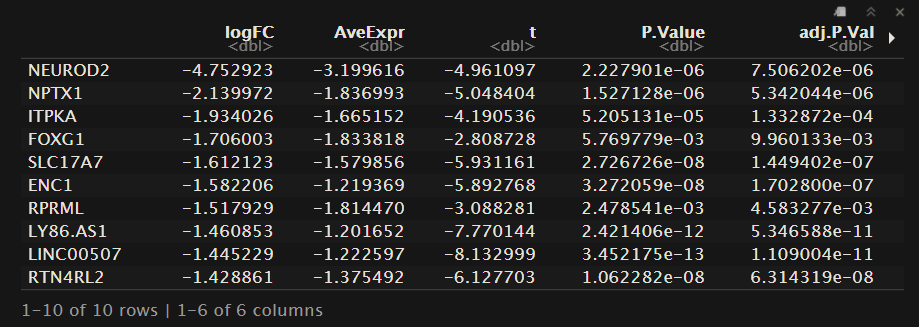 logFC AveExpr t P.Value adj.P.Val
<dbl> <dbl> <dbl> <dbl> <dbl>
NEUROD2 -4.752923 -3.199616 -4.961097 2.227901e-06 7.506202e-06
NPTX1 -2.139972 -1.836993 -5.048404 1.527128e-06 5.342044e-06
ITPKA -1.934026 -1.665152 -4.190536 5.205131e-05 1.332872e-04
FOXG1 -1.706003 -1.833818 -2.808728 5.769779e-03 9.960133e-03
SLC17A7 -1.612123 -1.579856 -5.931161 2.726726e-08 1.449402e-07
ENC1 -1.582206 -1.219369 -5.892768 3.272059e-08 1.702800e-07
RPRML -1.517929 -1.814470 -3.088281 2.478541e-03 4.583277e-03
LY86.AS1 -1.460853 -1.201652 -7.770144 2.421406e-12 5.346588e-11
LINC00507 -1.445229 -1.222597 -8.132999 3.452175e-13 1.109004e-11
RTN4RL2 -1.428861 -1.375492 -6.127703 1.062282e-08 6.314319e-08
1-10 of 10 rows | 1-6 of 6 columns